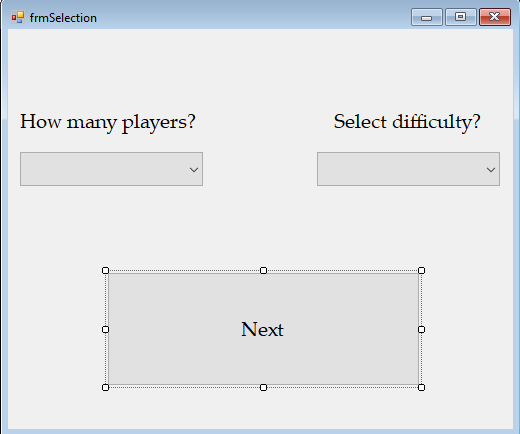 frmSelection
How many players?
Select difficulty?
Next